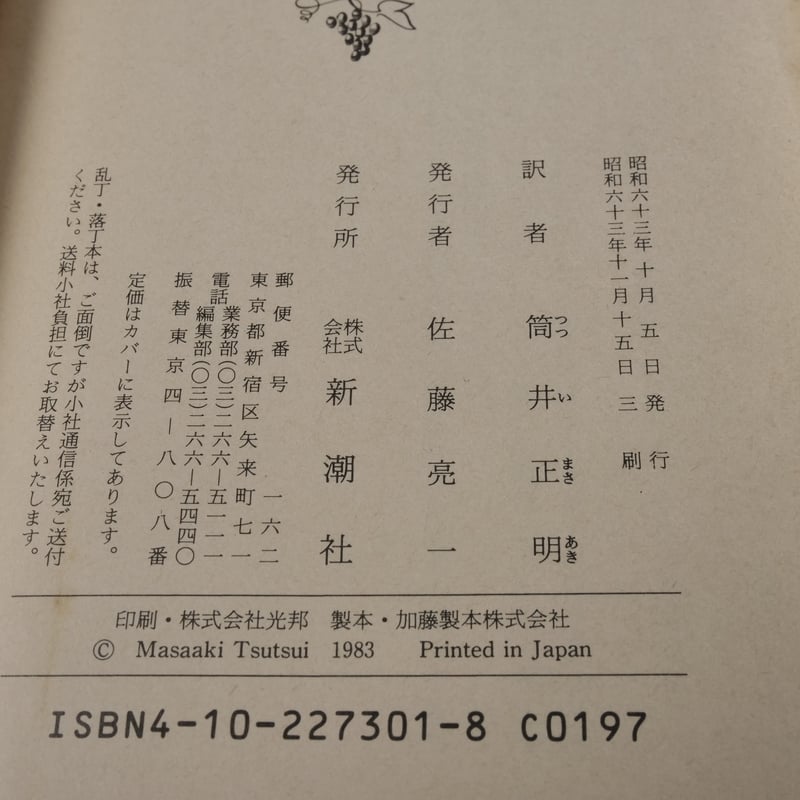 昭和六十三年十月五日発行
昭和六十三年十一月十五日三刷
訳者 筒井正明
つつ い まさ あき
発行者 佐藤亮一
発行所 株式会社 新潮社
郵便番号 一六二
東京都新宿区矢来町七一
電話 業務部(〇三)二六六―五一一一
編集部(〇三)二六六―五四四〇
振替東京四―八〇八番
定価はカバーに表示してあります。
乱丁・落丁本は、ご面倒ですが小社通信係宛ご送付
ください。送料小社負担にてお取替えいたします。
印刷・株式会社光邦 製本・加藤製本株式会社
© Masaaki Tsutsui 1983 Printed in Japan
ISBN4-10-227301-8 C0197